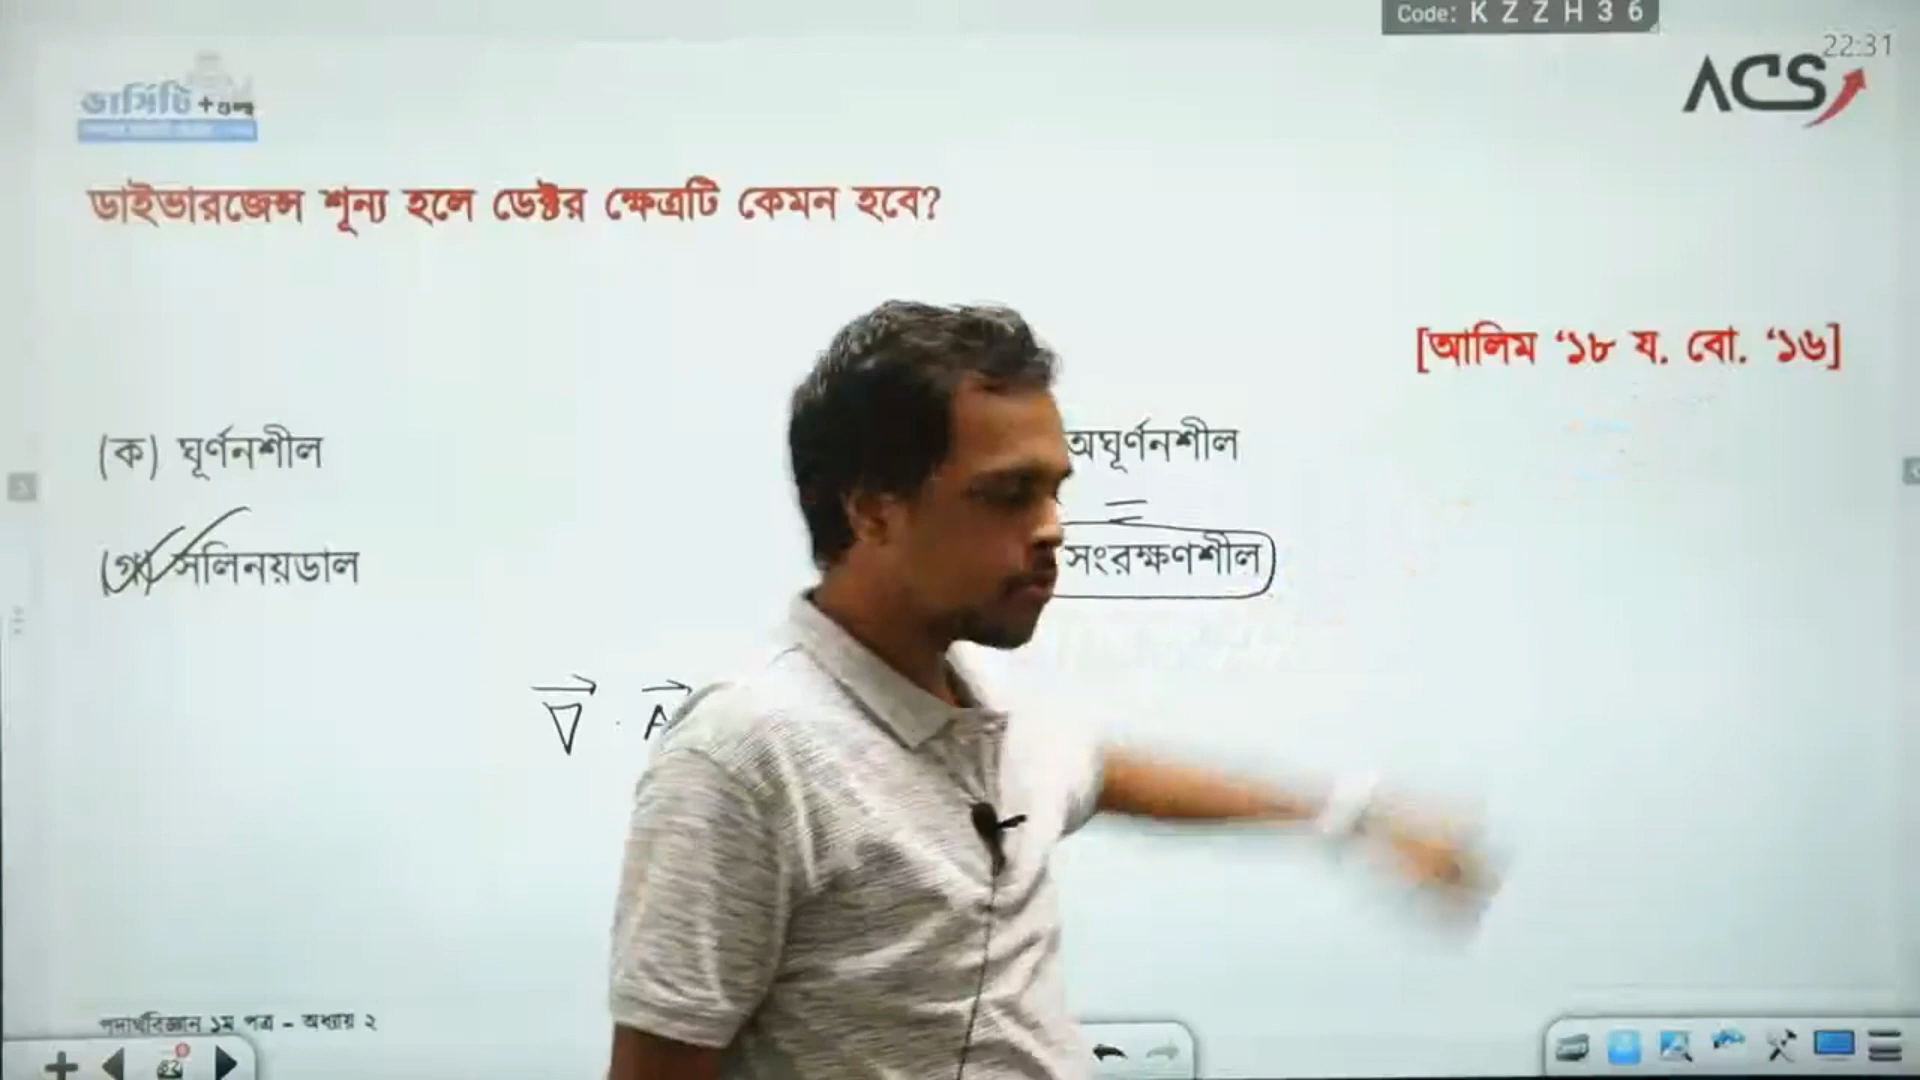 Code: K Z Z H 3 6
22:31
ভার্সিটি +
ACS
ডাইভারজেন্স শূন্য হলে ভেক্টর ক্ষেত্রটি কেমন হবে?
[আলিম ‘১৮ য. বো. ‘১৬]
(ক) ঘূর্ণনশীল
অঘূর্ণনশীল
(গ) সলিনয়ডাল
সংরক্ষণশীল
∇ · A
পদার্থবিজ্ঞান ১ম পত্র – অধ্যায় ২